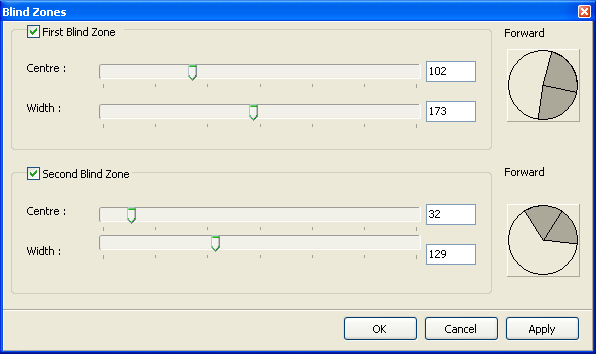 Blind Zones
First Blind Zone
Forward
Centre :
102
Width :
173
Second Blind Zone
Forward
Centre :
32
Width :
129
OK
Cancel
Apply